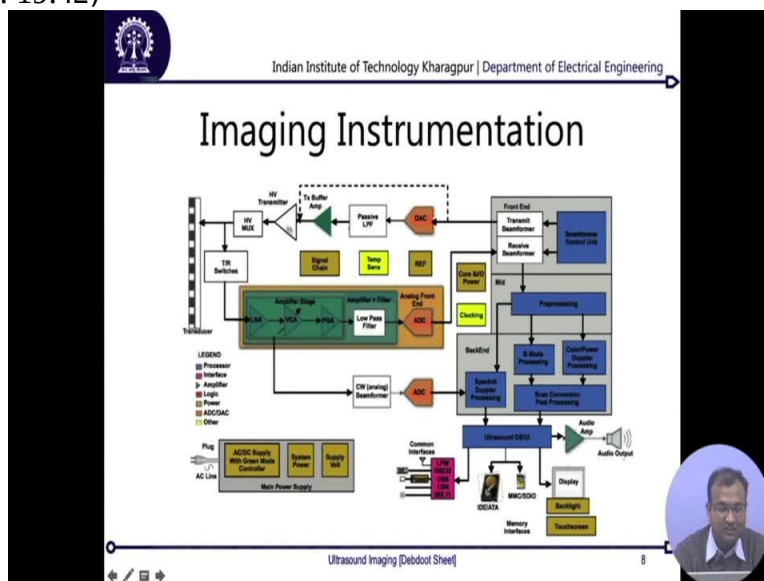 : 15:42)
Indian Institute of Technology Kharagpur | Department of Electrical Engineering
Imaging Instrumentation
HV
Transmitter
Tx Buffer
Amp
HV
MUX
Passive
LPF
DAC
Front End
Transmit
Beamformer
Receive
Beamformer
Beamformer
Control Unit
T/R
Switches
Signal
Chain
Temp
Sens
REF
Core &I/O
Power
Clocking
Mid
Preprocessing
Amplifier Stage
Amplifier + Filter
Analog Front
End
LNA
VCA
PGA
Low Pass
Filter
ADC
Transducer
BackEnd
B Mode
Processing
Color/Power
Doppler
Processing
Spectral
Doppler
Processing
Scan Conversion
Post Processing
LEGEND
Processor
Interface
Amplifier
Logic
Power
ADC/DAC
Other
CW (analog)
Beamformer
ADC
Ultrasound OS/UI
Audio
Amp
Audio Output
Plug
AC Line
AC/DC Supply
With Green Mode
Controller
System
Power
Supply
Volt
Main Power Supply
Common
Interfaces
IDE/ATA
MMC/SDIO
Display
Backlight
Touchscreen
Memory
Interfaces
Ultrasound Imaging [Debdoot Sheet]
8